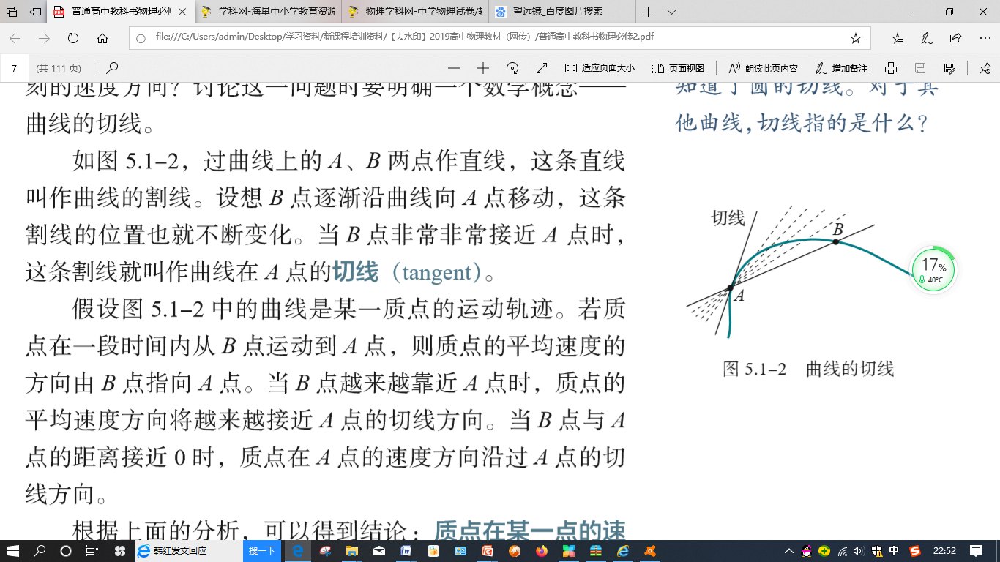 普通高中教科书物理必修
学科网-海量中小学教育资源
物理学科网-中学物理试卷/
望远镜_百度图片搜索
file:///C:/Users/admin/Desktop/学习资料/新课程培训资料/【去水印】2019高中物理教材（网传）/普通高中教科书物理必修2.pdf
7 (共 111 页)
适应页面大小
页面视图
朗读此页内容
增加备注
刻的速度方向？讨论这一问题时要明确一个数学概念——
曲线的切线。
如图 5.1-2，过曲线上的 A、B 两点作直线，这条直线
叫作曲线的割线。设想 B 点逐渐沿曲线向 A 点移动，这条
割线的位置也就不断变化。当 B 点非常非常接近 A 点时，
这条割线就叫作曲线在 A 点的切线（tangent）。
假设图 5.1-2 中的曲线是某一质点的运动轨迹。若质
点在一段时间内从 B 点运动到 A 点，则质点的平均速度的
方向由 B 点指向 A 点。当 B 点越来越靠近 A 点时，质点的
平均速度方向将越来越接近 A 点的切线方向。当 B 点与 A
点的距离接近 0 时，质点在 A 点的速度方向沿过 A 点的切
线方向。
根据上面的分析，可以得到结论：质点在某一点的速
知道了圆的切线。对于其
他曲线，切线指的是什么？
切线
B
A
图 5.1-2 曲线的切线
17%
40°C
韩红发文回应
搜一下
中
22:52